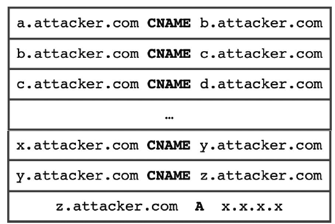 a.attacker.com CNAME b.attacker.com
b.attacker.com CNAME c.attacker.com
c.attacker.com CNAME d.attacker.com
…
x.attacker.com CNAME y.attacker.com
y.attacker.com CNAME z.attacker.com
z.attacker.com A x.x.x.x